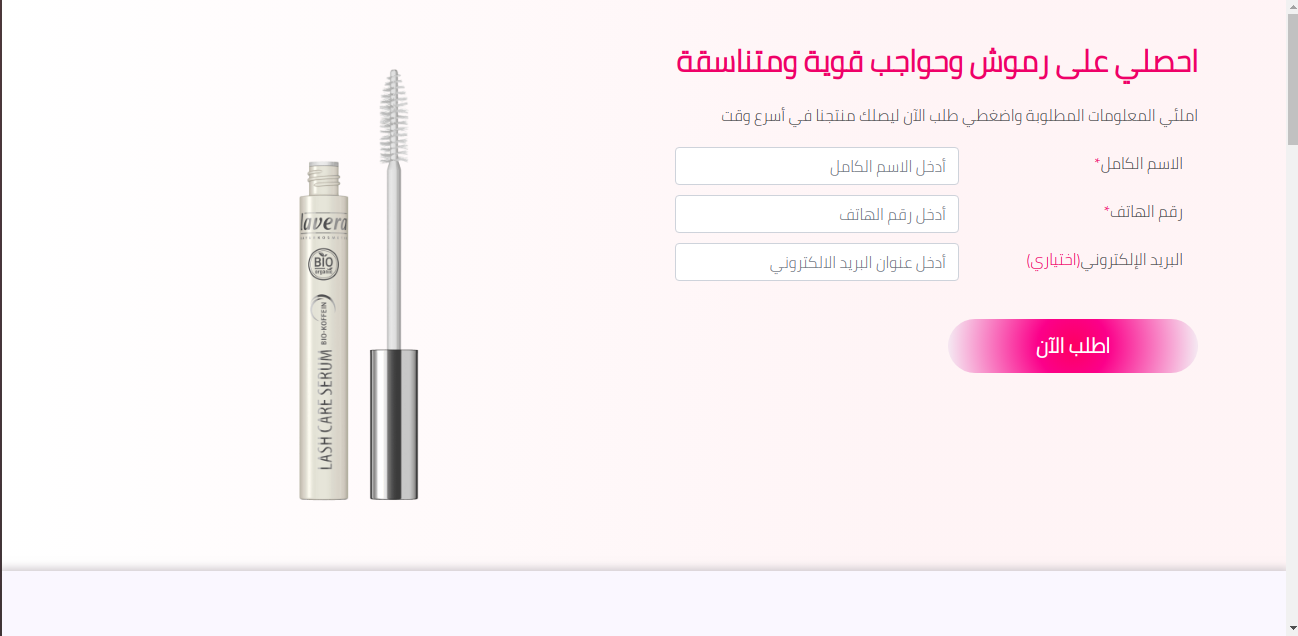 احصلي على رموش وحواجب قوية ومتناسقة
املئي المعلومات المطلوبة واضغطي طلب الآن ليصلك منتجنا في أسرع وقت
الاسم الكامل*
أدخل الاسم الكامل
رقم الهاتف*
أدخل رقم الهاتف
البريد الإلكتروني(اختياري)
أدخل عنوان البريد الالكتروني
اطلب الآن
lavera
BIO
organic
LASH CARE SERUM BIO-KOFFEIN